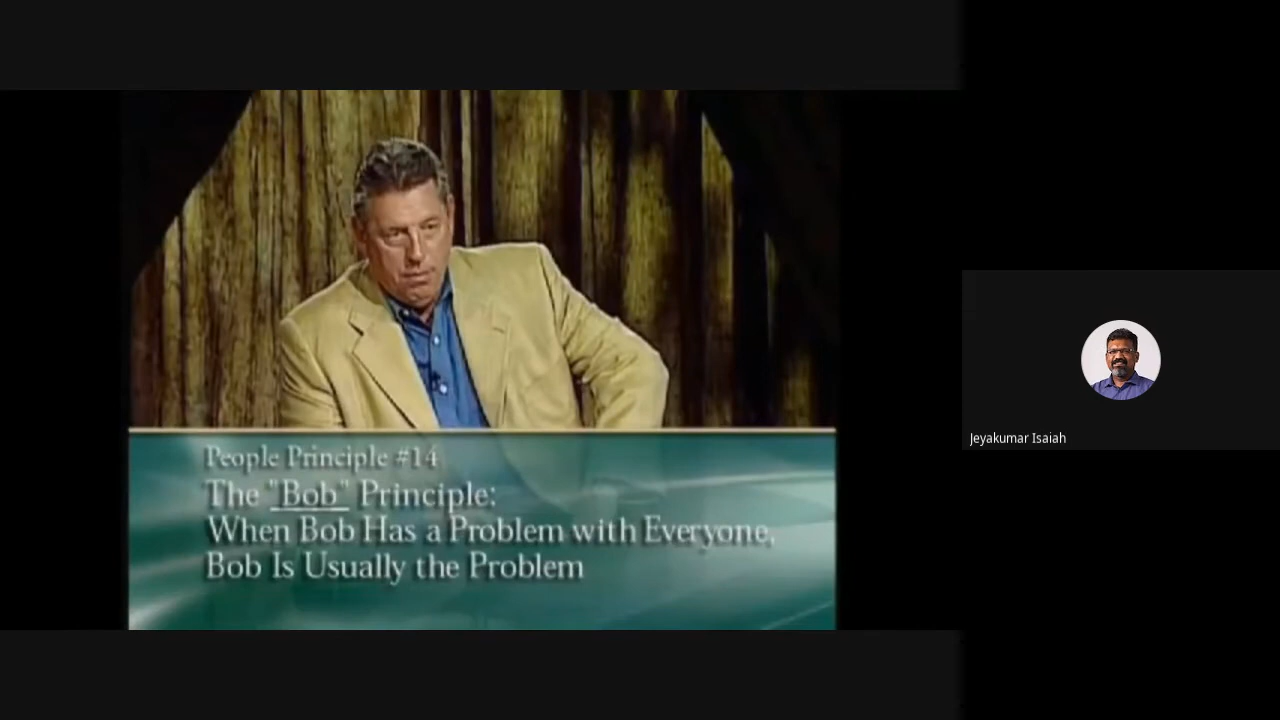 People Principle #14
The "Bob" Principle:
When Bob Has a Problem with Everyone,
Bob Is Usually the Problem
Jeyakumar Isaiah